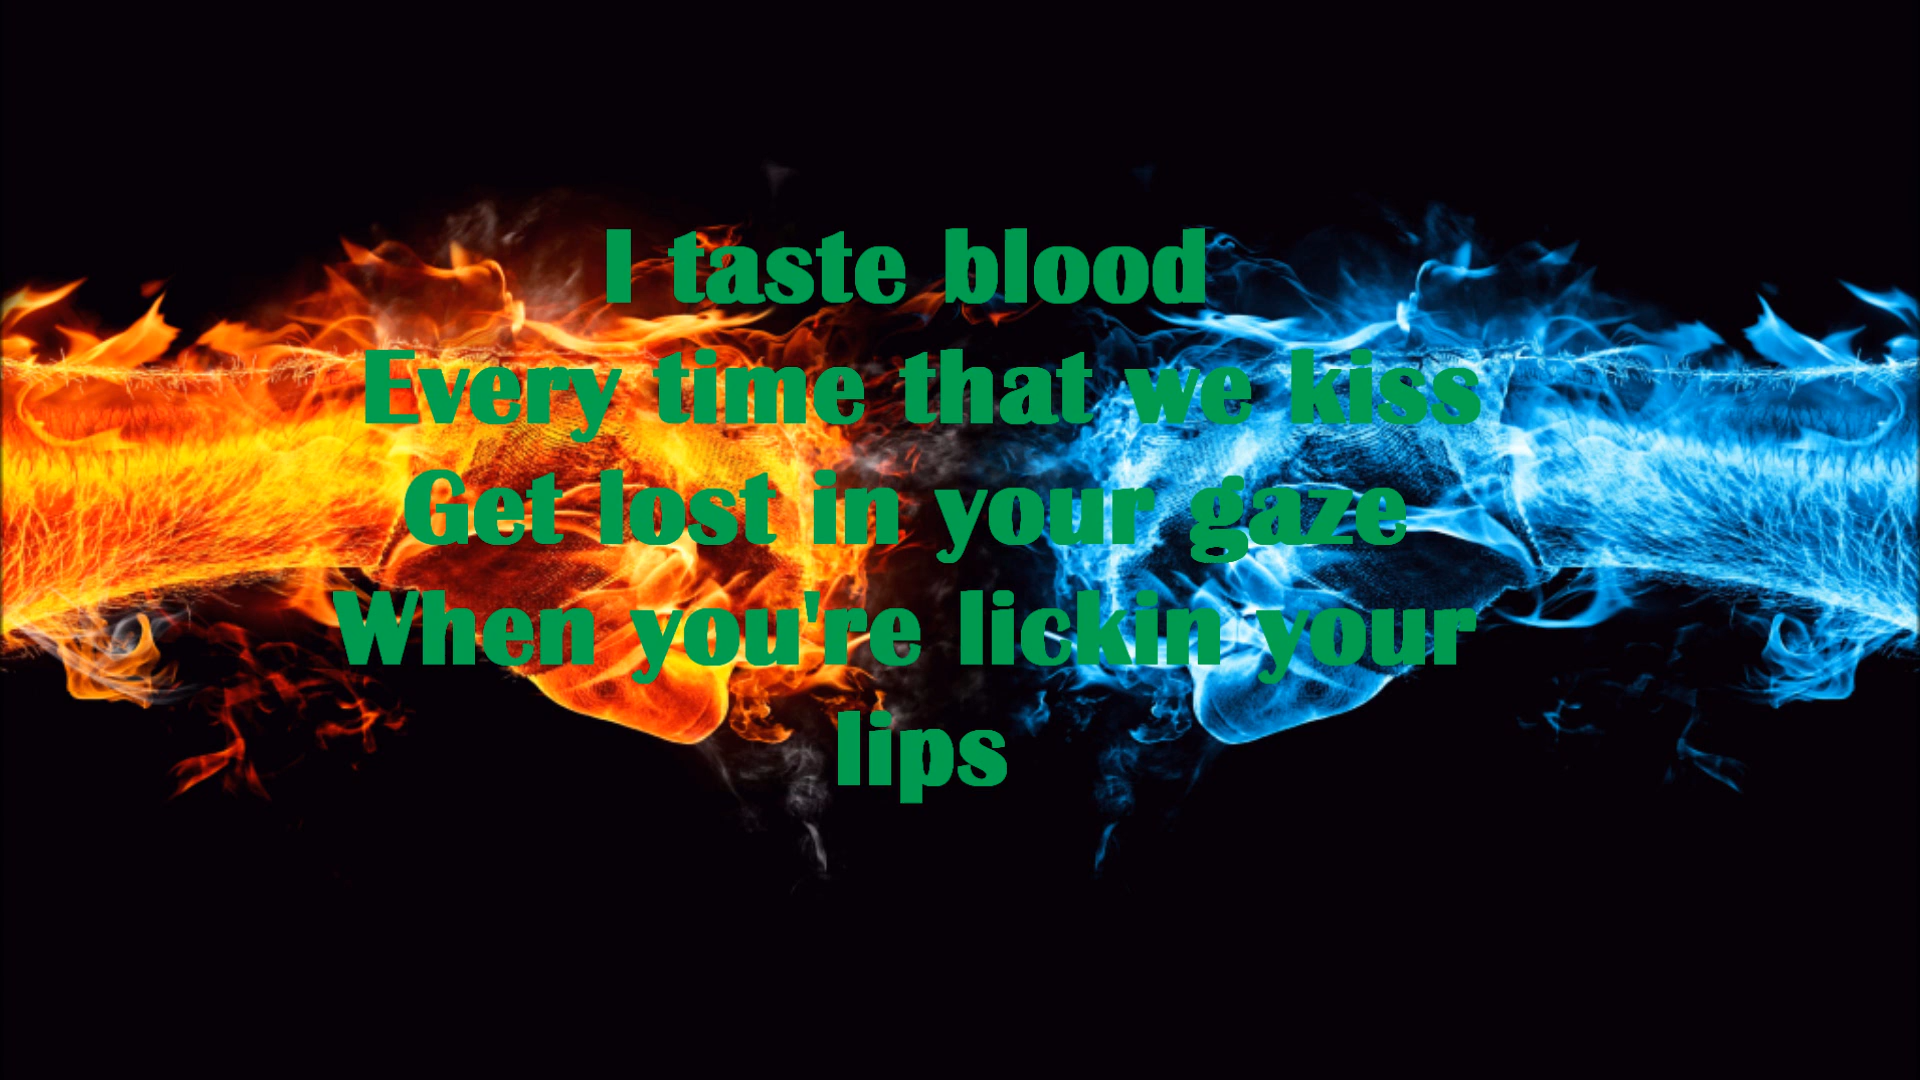 I taste blood
Every time that we kiss
Get lost in your gaze
When you're lickin your
lips